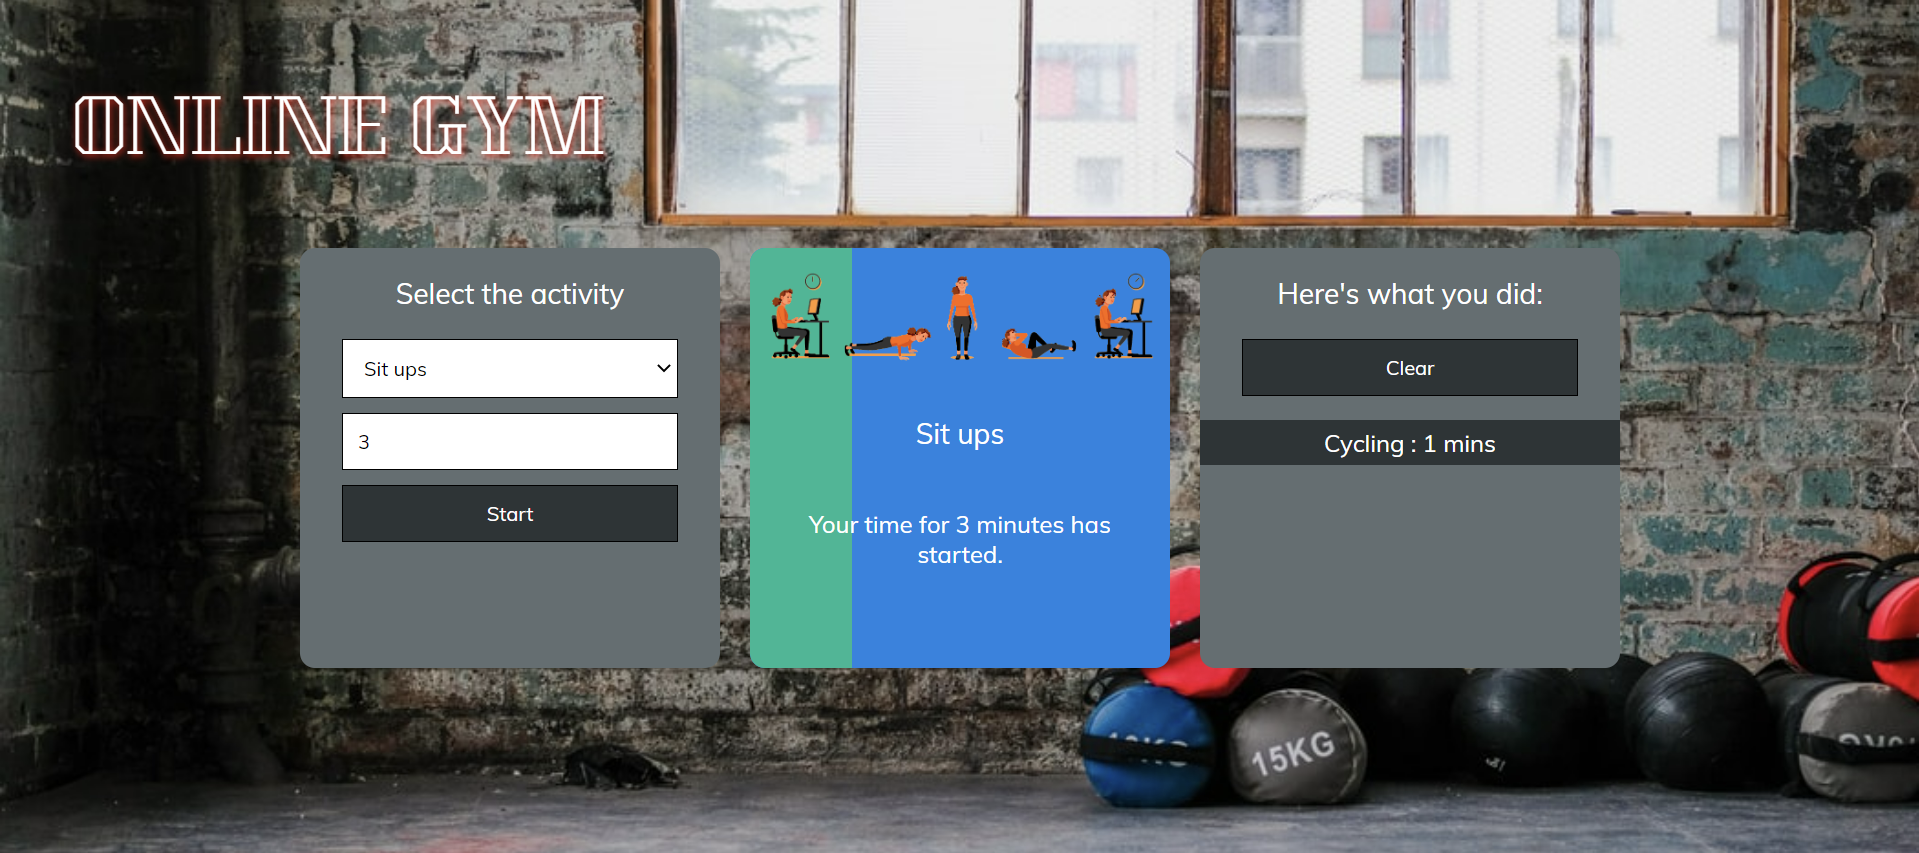 ONLINE GYM
Select the activity
Sit ups
3
Start
Sit ups
Your time for 3 minutes has
started.
Here's what you did:
Clear
Cycling : 1 mins
15KG